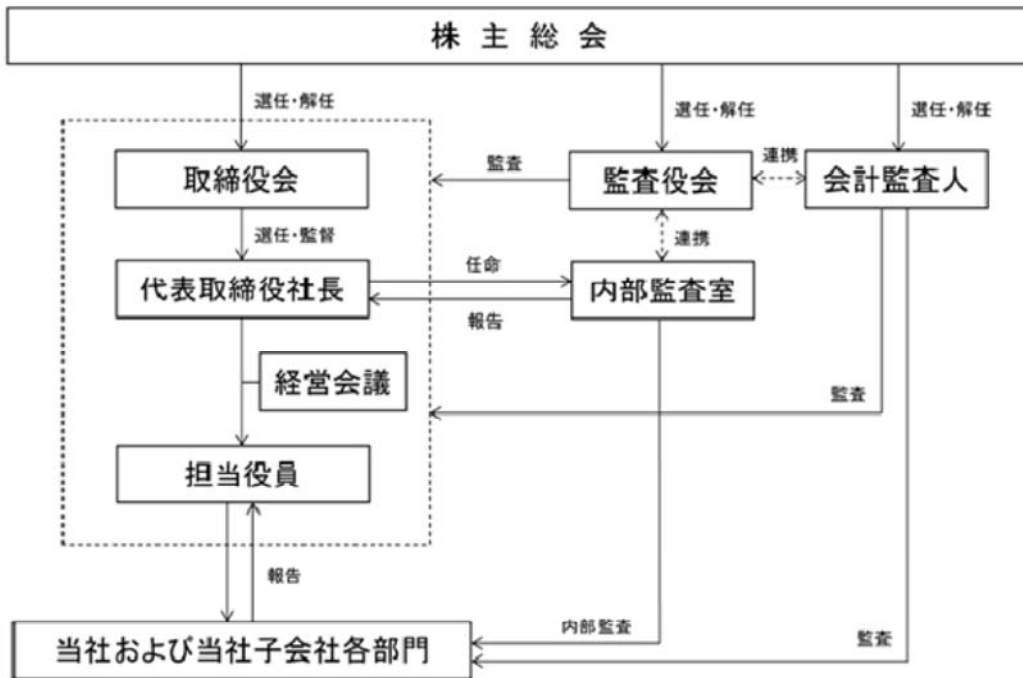 株 主 総 会
選任・解任
選任・解任
選任・解任
取締役会
監査
監査役会
連携
会計監査人
選任・監督
連携
代表取締役社長
任命
報告
内部監査室
経営会議
監査
担当役員
報告
内部監査
監査
当社および当社子会社各部門